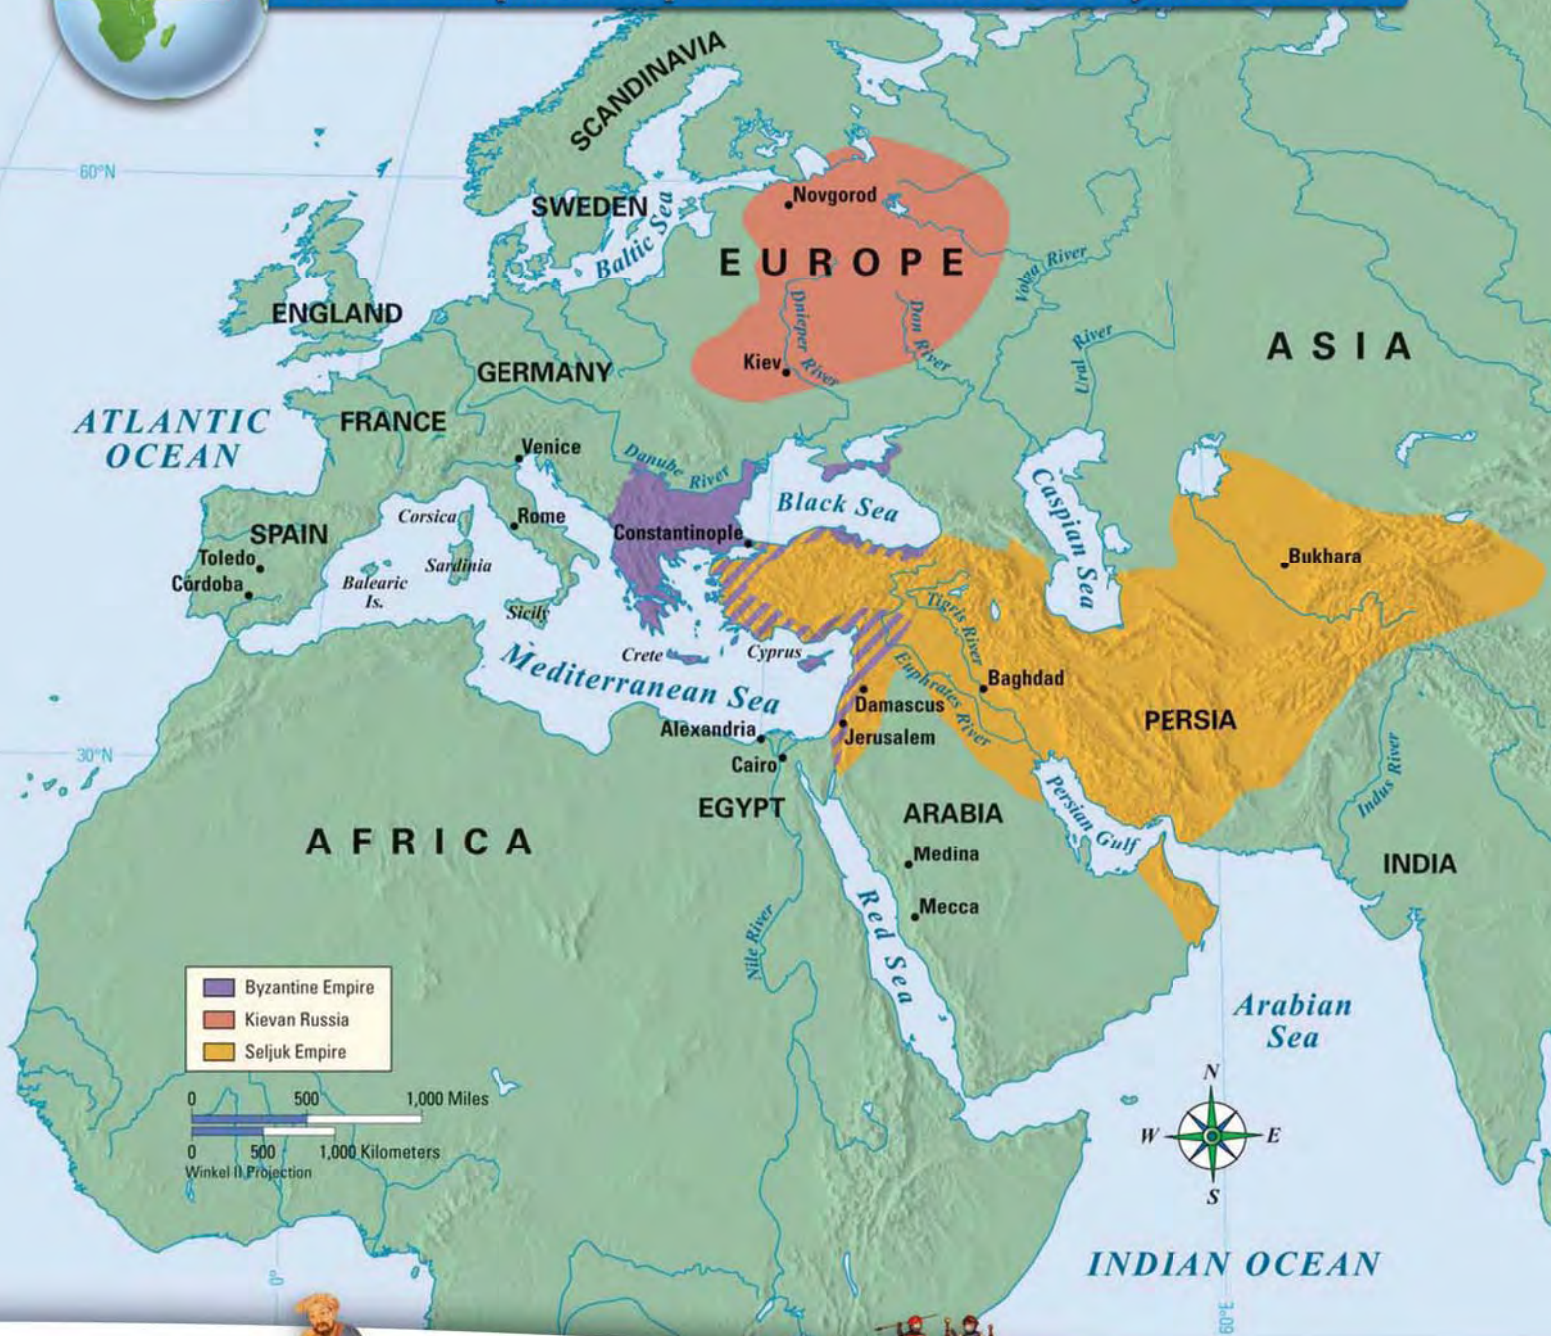 SCANDINAVIA
60°N
Novgorod
SWEDEN
Baltic Sea
EUROPE
Volga River
ENGLAND
Dnieper River
Don River
Ural River
ASIA
Kiev
GERMANY
ATLANTIC
OCEAN
FRANCE
Venice
Danube River
Black Sea
Caspian Sea
Corsica
Rome
SPAIN
Constantinople
Toledo
Sardinia
Bukhara
Córdoba
Balearic
Is.
Sicily
Tigris River
Crete
Cyprus
Mediterranean Sea
Euphrates River
Baghdad
Damascus
PERSIA
Alexandria
Jerusalem
30°N
Cairo
Indus River
EGYPT
ARABIA
Persian Gulf
AFRICA
Medina
INDIA
Mecca
Red Sea
Nile River
Byzantine Empire
Kievan Russia
Seljuk Empire
Arabian
Sea
0 500 1,000 Miles
0 500 1,000 Kilometers
Winkel II Projection
N
W E
S
INDIAN OCEAN
0°
60°E